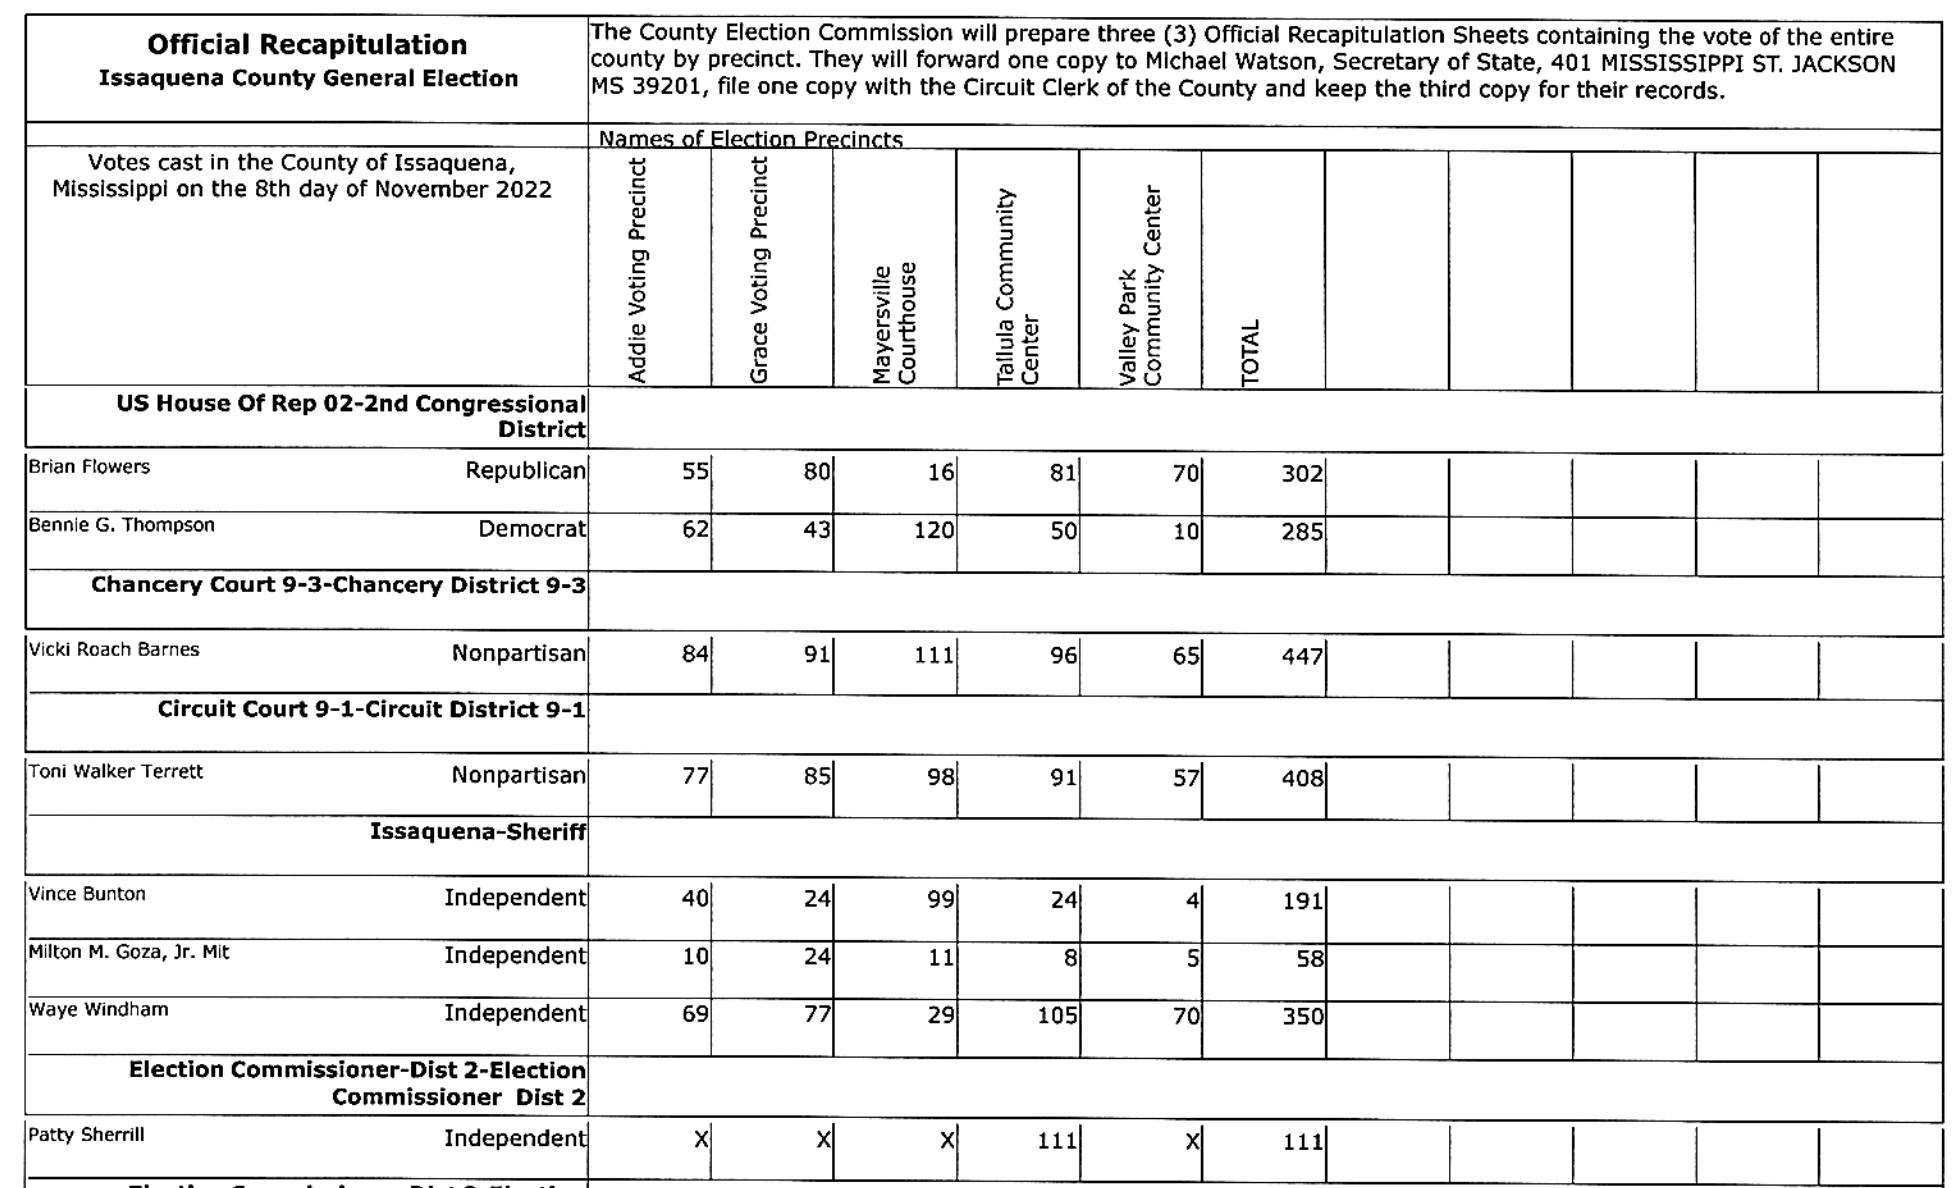 Official Recapitulation
Issaquena County General Election
The County Election Commission will prepare three (3) Official Recapitulation Sheets containing the vote of the entire
county by precinct. They will forward one copy to Michael Watson, Secretary of State, 401 MISSISSIPPI ST. JACKSON
MS 39201, file one copy with the Circuit Clerk of the County and keep the third copy for their records.
Names of Election Precincts
Votes cast in the County of Issaquena,
Mississippi on the 8th day of November 2022
Addie Voting Precinct
Grace Voting Precinct
Mayersville
Courthouse
Tallula Community
Center
Valley Park
Community Center
TOTAL
US House Of Rep 02-2nd Congressional
District
Brian Flowers Republican 55 80 16 81 70 302
Bennie G. Thompson Democrat 62 43 120 50 10 285
Chancery Court 9-3-Chancery District 9-3
Vicki Roach Barnes Nonpartisan 84 91 111 96 65 447
Circuit Court 9-1-Circuit District 9-1
Toni Walker Terrett Nonpartisan 77 85 98 91 57 408
Issaquena-Sheriff
Vince Bunton Independent 40 24 99 24 4 191
Milton M. Goza, Jr. Mit Independent 10 24 11 8 5 58
Waye Windham Independent 69 77 29 105 70 350
Election Commissioner-Dist 2-Election
Commissioner Dist 2
Patty Sherrill Independent X X X 111 X 111